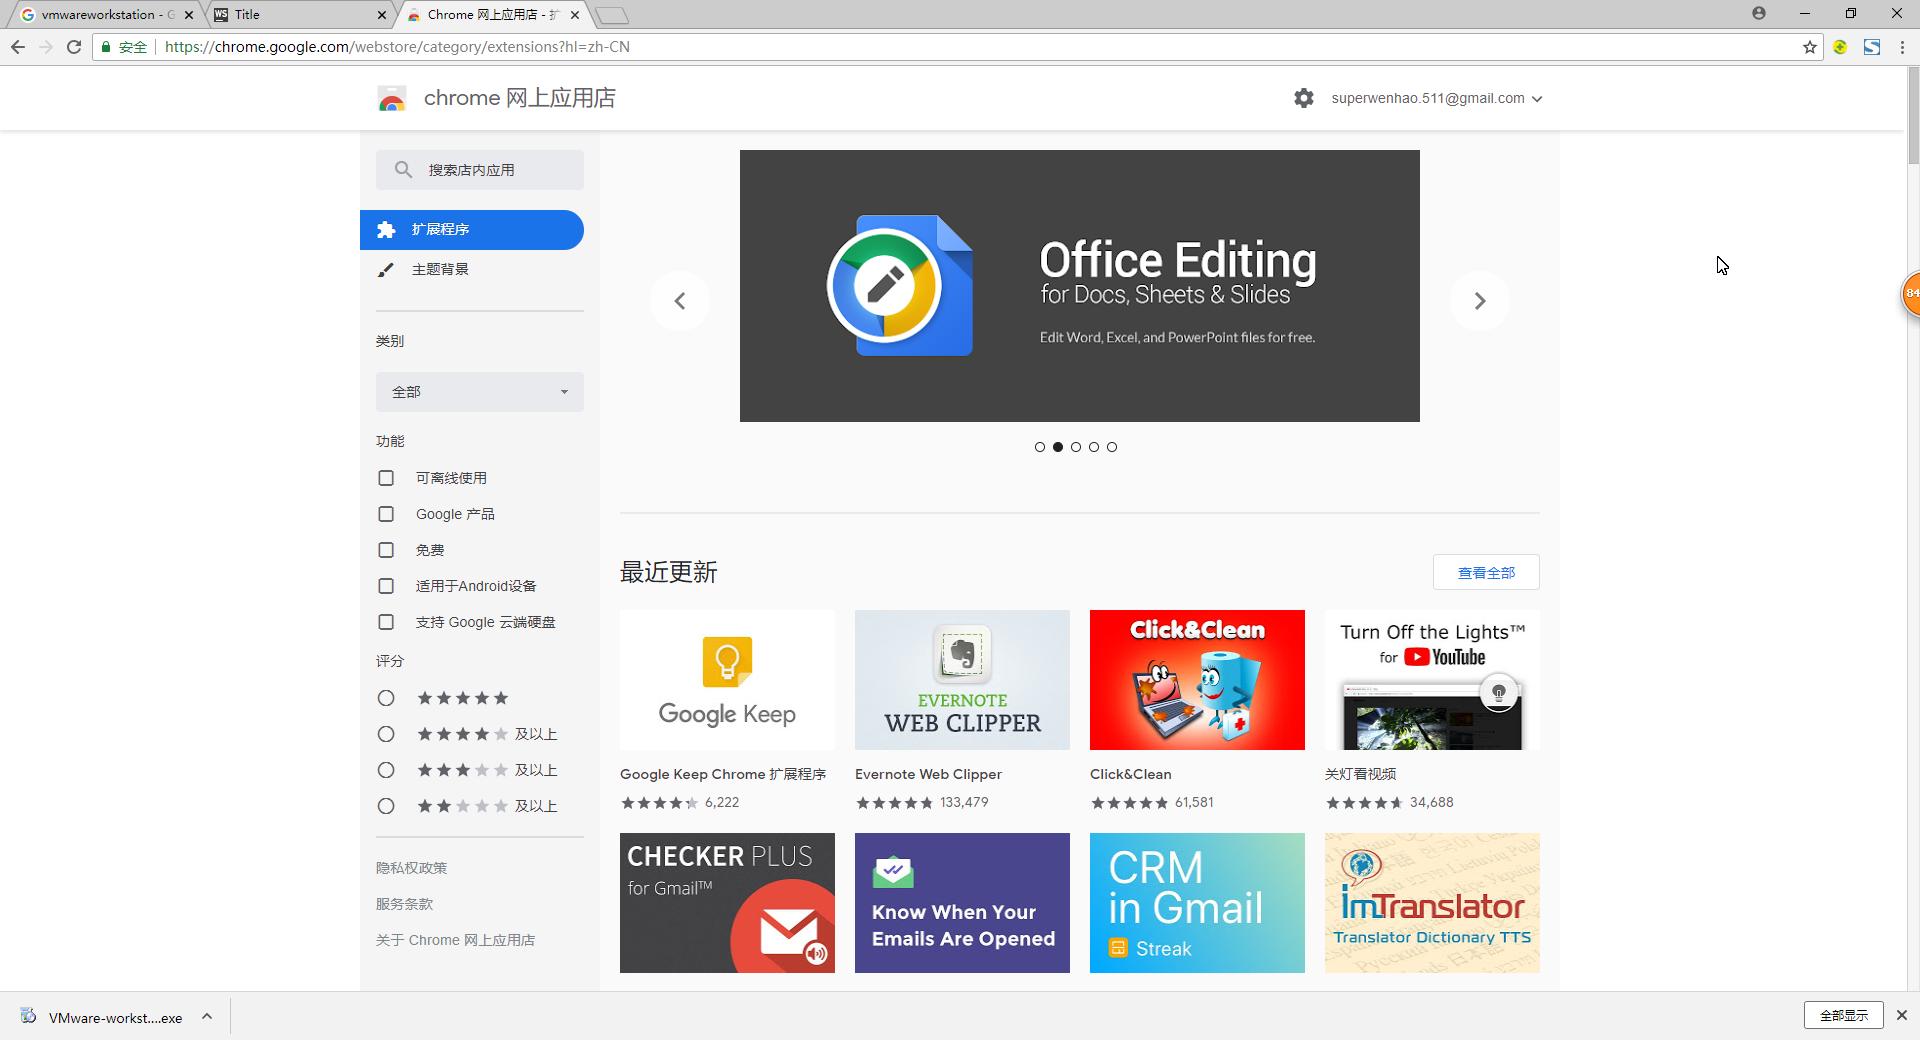 vmwareworkstation - G
Title
Chrome 网上应用店 - 扩
安全
https://chrome.google.com/webstore/category/extensions?hl=zh-CN
chrome 网上应用店
superwenhao.511@gmail.com
搜索店内应用
扩展程序
主题背景
类别
全部
功能
可离线使用
Google 产品
免费
适用于Android设备
支持 Google 云端硬盘
评分
及以上
及以上
及以上
隐私权政策
服务条款
关于 Chrome 网上应用店
Office Editing
for Docs, Sheets & Slides
Edit Word, Excel, and PowerPoint files for free.
84
最近更新
查看全部
Google Keep
EVERNOTE
WEB CLIPPER
Click&Clean
Turn Off the Lights™
for YouTube
Google Keep Chrome 扩展程序
6,222
Evernote Web Clipper
133,479
Click&Clean
61,581
关灯看视频
34,688
CHECKER PLUS
for Gmail™
Know When Your
Emails Are Opened
CRM
in Gmail
Streak
imTranslator
Translator Dictionary TTS
VMware-workst....exe
全部显示